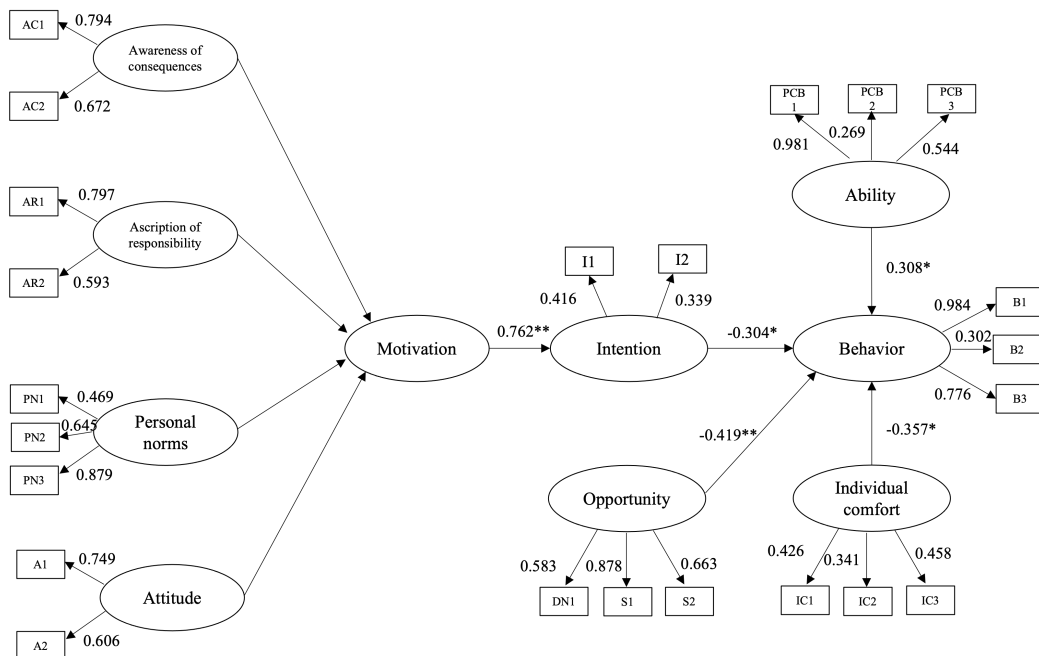 AC1
0.794
Awareness of
consequences
AC2
0.672
AR1
0.797
Ascription of
responsibility
AR2
0.593
PN1
0.469
PN2
0.645
Personal
norms
PN3
0.879
A1
0.749
Attitude
A2
0.606
Motivation
0.762**
I1
I2
0.416
0.339
Intention
-0.304*
PCB
1
PCB
2
PCB
3
0.981
0.269
0.544
Ability
0.308*
Behavior
0.984
B1
0.302
B2
0.776
B3
-0.419**
-0.357*
Opportunity
0.583
0.878
0.663
DN1
S1
S2
Individual
comfort
0.426
0.341
0.458
IC1
IC2
IC3